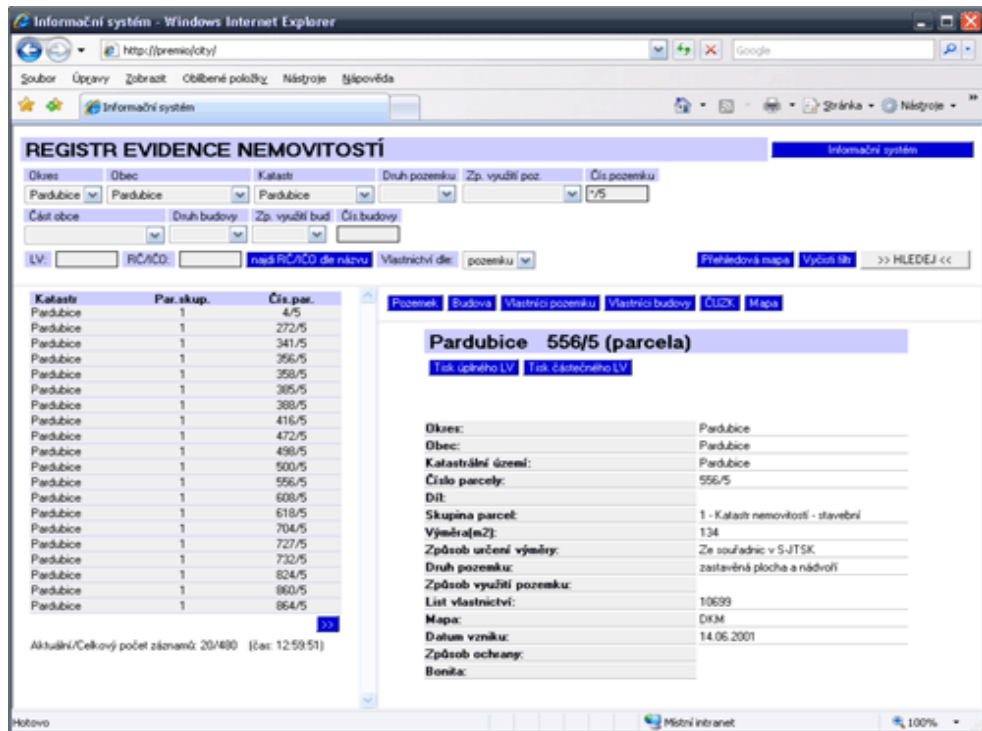 Informační systém - Windows Internet Explorer
http://premio/city/
Google
Soubor Úpravy Zobrazit Oblíbené položky Nástroje Nápověda
Informační systém
Stránka Nástroje
REGISTR EVIDENCE NEMOVITOSTÍ
Informační systém
Okres Obec Katastr Druh pozemku Zp. využití poz. Čís.pozemku
Pardubice Pardubice Pardubice */5
Část obce Druh budovy Zp. využití bud Čís.budovy
LV: RČ/IČO: najdi RČ/IČO dle názvu Vlastnictví dle: pozemku Přehledová mapa Vyčisti filtr >> HLEDEJ <<
Katastr Par.skup. Čís.par.
Pardubice 1 4/5
Pardubice 1 272/5
Pardubice 1 341/5
Pardubice 1 356/5
Pardubice 1 358/5
Pardubice 1 385/5
Pardubice 1 388/5
Pardubice 1 416/5
Pardubice 1 472/5
Pardubice 1 498/5
Pardubice 1 500/5
Pardubice 1 556/5
Pardubice 1 608/5
Pardubice 1 618/5
Pardubice 1 704/5
Pardubice 1 727/5
Pardubice 1 732/5
Pardubice 1 824/5
Pardubice 1 860/5
Pardubice 1 864/5
>>
Aktuální/Celkový počet záznamů: 20/480 (čas: 12:59:51)
Pozemek Budova Vlastníci pozemku Vlastníci budovy ČÚZK Mapa
Pardubice 556/5 (parcela)
Tisk úplného LV Tisk částečného LV
Okres: Pardubice
Obec: Pardubice
Katastrální území: Pardubice
Číslo parcely: 556/5
Díl:
Skupina parcel: 1 - Katastr nemovitostí - stavební
Výměra[m2]: 134
Způsob určení výměry: Ze souřadnic v S-JTSK
Druh pozemku: zastavěná plocha a nádvoří
Způsob využití pozemku:
List vlastnictví: 10699
Mapa: DKM
Datum vzniku: 14.06.2001
Způsob ochrany:
Bonita:
Hotovo
Místní intranet
100%